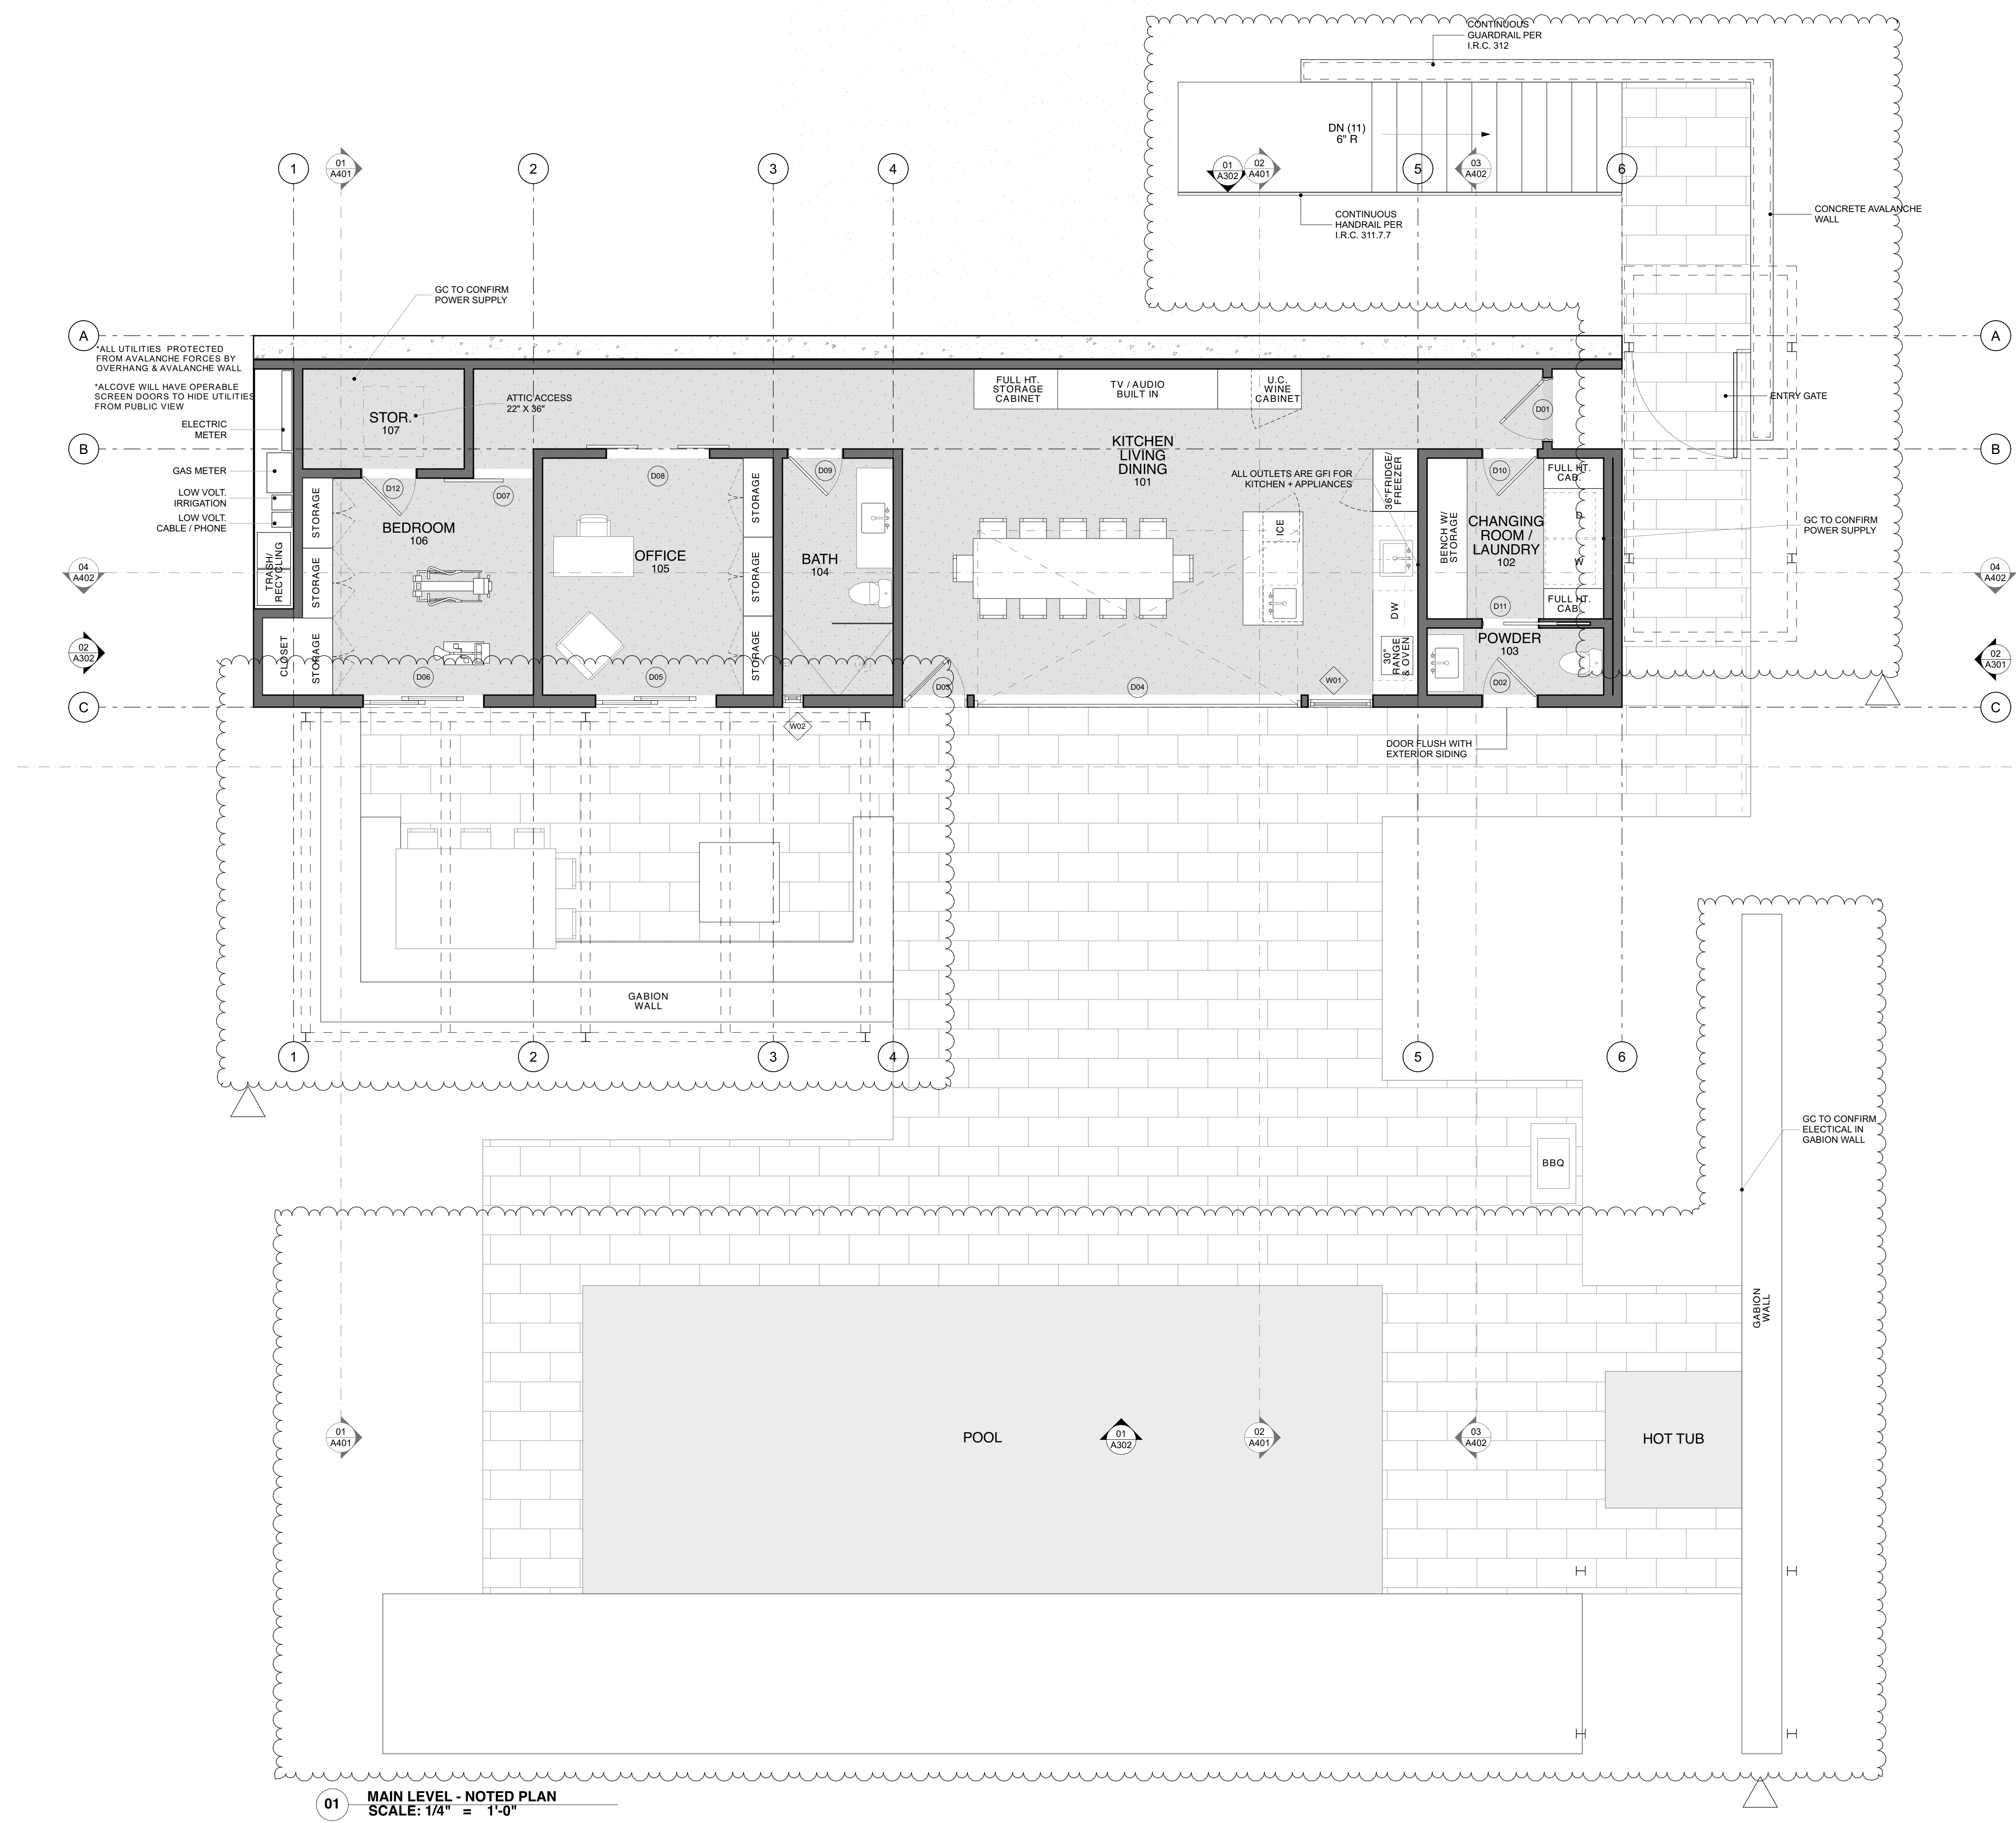 CONTINUOUS
GUARDRAIL PER
I.R.C. 312
DN (11)
6" R
1
01
A401
2
3
4
01
A302
02
A401
5
03
A402
6
CONTINUOUS
HANDRAIL PER
I.R.C. 311.7.7
CONCRETE AVALANCHE
WALL
GC TO CONFIRM
POWER SUPPLY
A
A
*ALL UTILITIES PROTECTED
FROM AVALANCHE FORCES BY
OVERHANG & AVALANCHE WALL
*ALCOVE WILL HAVE OPERABLE
SCREEN DOORS TO HIDE UTILITIES
FROM PUBLIC VIEW
ELECTRIC
METER
B
GAS METER
LOW VOLT.
IRRIGATION
LOW VOLT.
CABLE / PHONE
TRASH/
RECYCLING
STOR.
107
ATTIC ACCESS
22" X 36"
FULL HT.
STORAGE
CABINET
TV / AUDIO
BUILT IN
U.C.
WINE
CABINET
D01
ENTRY GATE
B
KITCHEN
LIVING
DINING
101
ALL OUTLETS ARE GFI FOR
KITCHEN + APPLIANCES
36"FRIDGE/
FREEZER
D12
D07
D08
D09
D10
FULL HT.
CAB.
STORAGE
STORAGE
STORAGE
CLOSET
BEDROOM
106
OFFICE
105
STORAGE
STORAGE
STORAGE
BATH
104
ICE
BENCH W/
STORAGE
CHANGING
ROOM /
LAUNDRY
102
D
W
GC TO CONFIRM
POWER SUPPLY
04
A402
04
A402
DW
D11
FULL HT.
CAB.
02
A302
30"
RANGE
& OVEN
POWDER
103
02
A301
D06
D05
D03
D04
W01
D02
C
C
W02
DOOR FLUSH WITH
EXTERIOR SIDING
GABION
WALL
1
2
3
4
5
6
GC TO CONFIRM
ELECTICAL IN
GABION WALL
BBQ
GABION
WALL
01
A401
POOL
01
A302
02
A401
03
A402
HOT TUB
01
MAIN LEVEL - NOTED PLAN
SCALE: 1/4" = 1'-0"